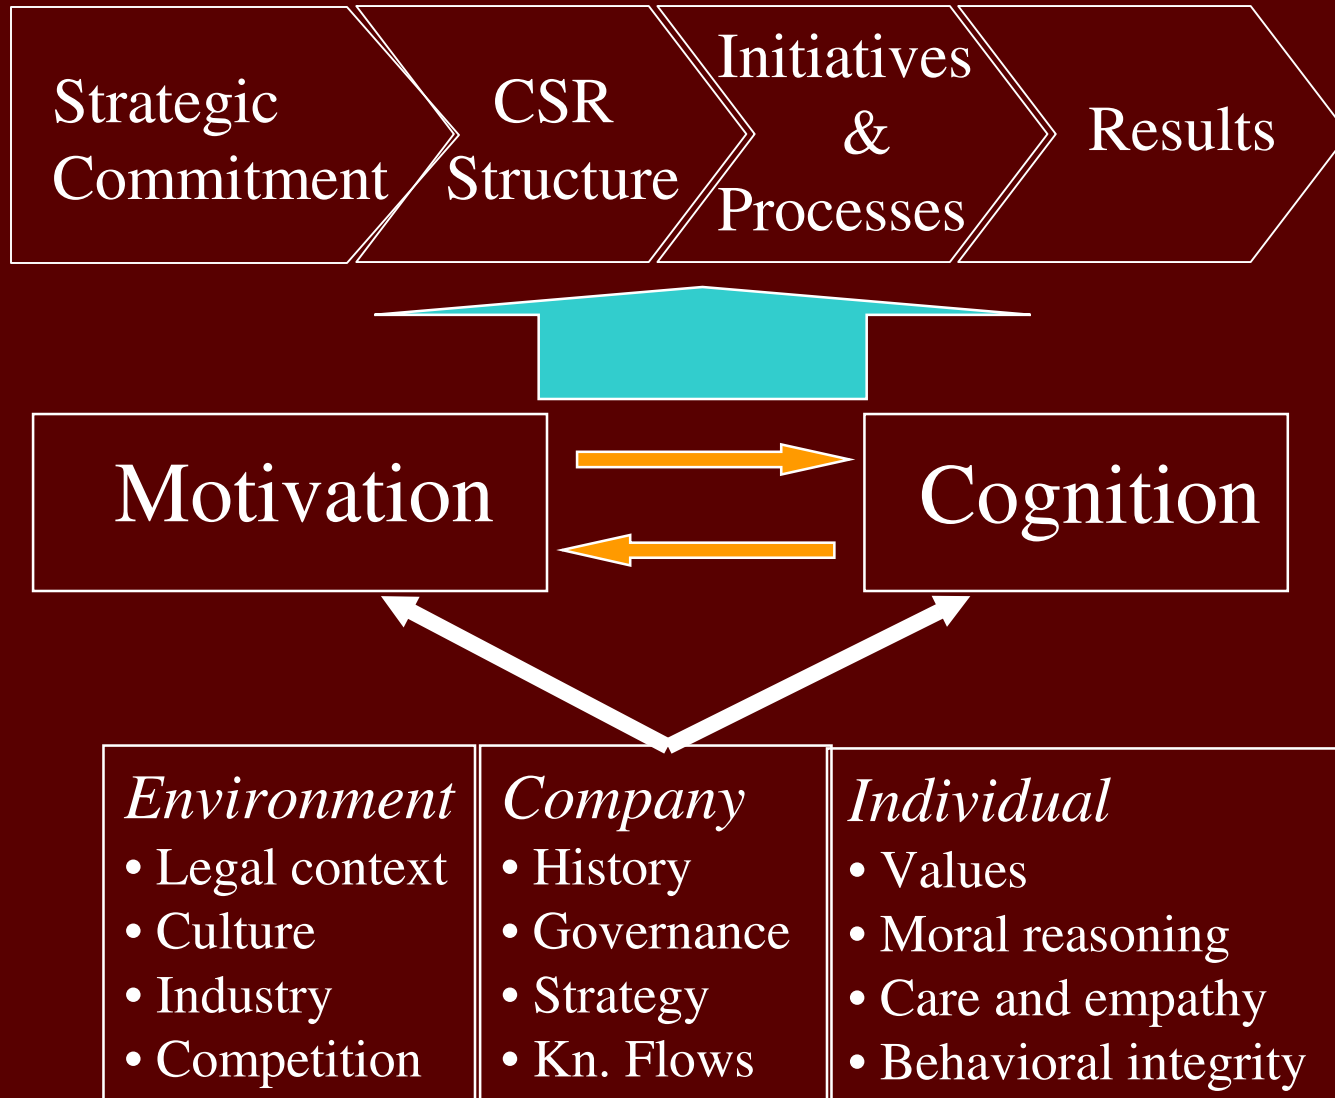 Strategic
Commitment
CSR
Structure
Initiatives
&
Processes
Results
Motivation
Cognition
Environment
• Legal context
• Culture
• Industry
• Competition
Company
• History
• Governance
• Strategy
• Kn. Flows
Individual
• Values
• Moral reasoning
• Care and empathy
• Behavioral integrity